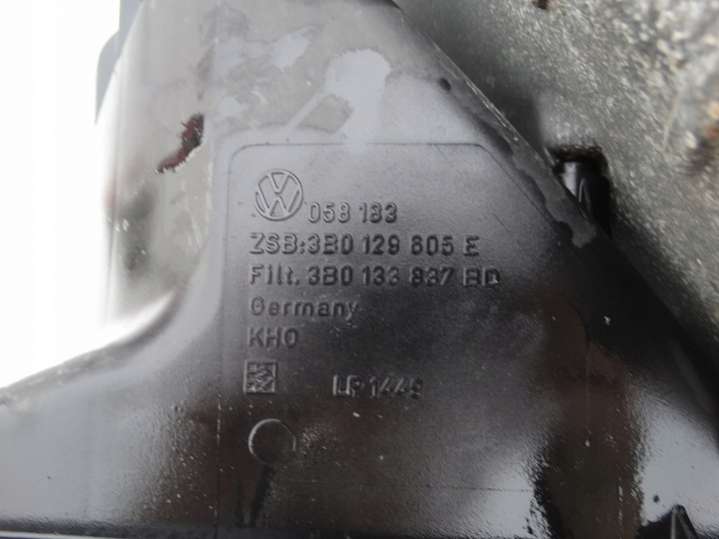 058 133
ZSB:3B0 129 605 E
Filt. 3B0 133 837 BD
Germany
KHO
LP 1449